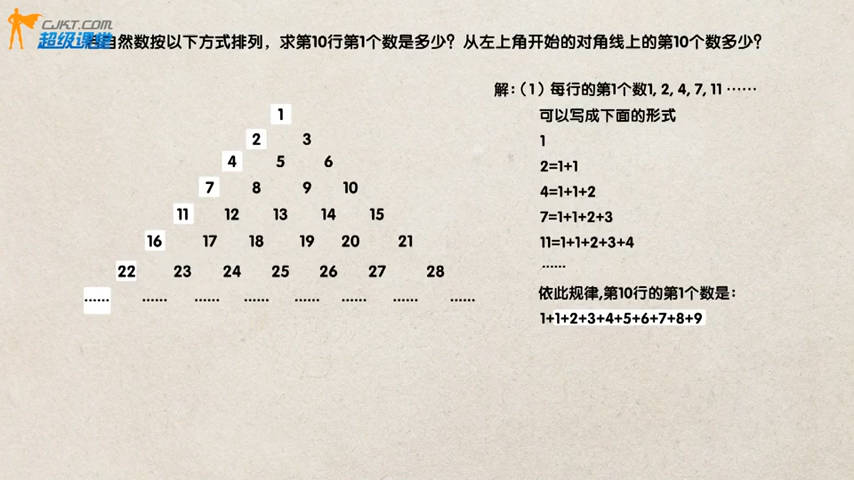 CJKT.COM
超级课堂
自然数按以下方式排列，求第10行第1个数是多少？从左上角开始的对角线上的第10个数多少？
1
2 3
4 5 6
7 8 9 10
11 12 13 14 15
16 17 18 19 20 21
22 23 24 25 26 27 28
…… …… …… …… …… …… …… ……
解：（1）每行的第1个数1, 2, 4, 7, 11 ……
可以写成下面的形式
1
2=1+1
4=1+1+2
7=1+1+2+3
11=1+1+2+3+4
……
依此规律,第10行的第1个数是：
1+1+2+3+4+5+6+7+8+9